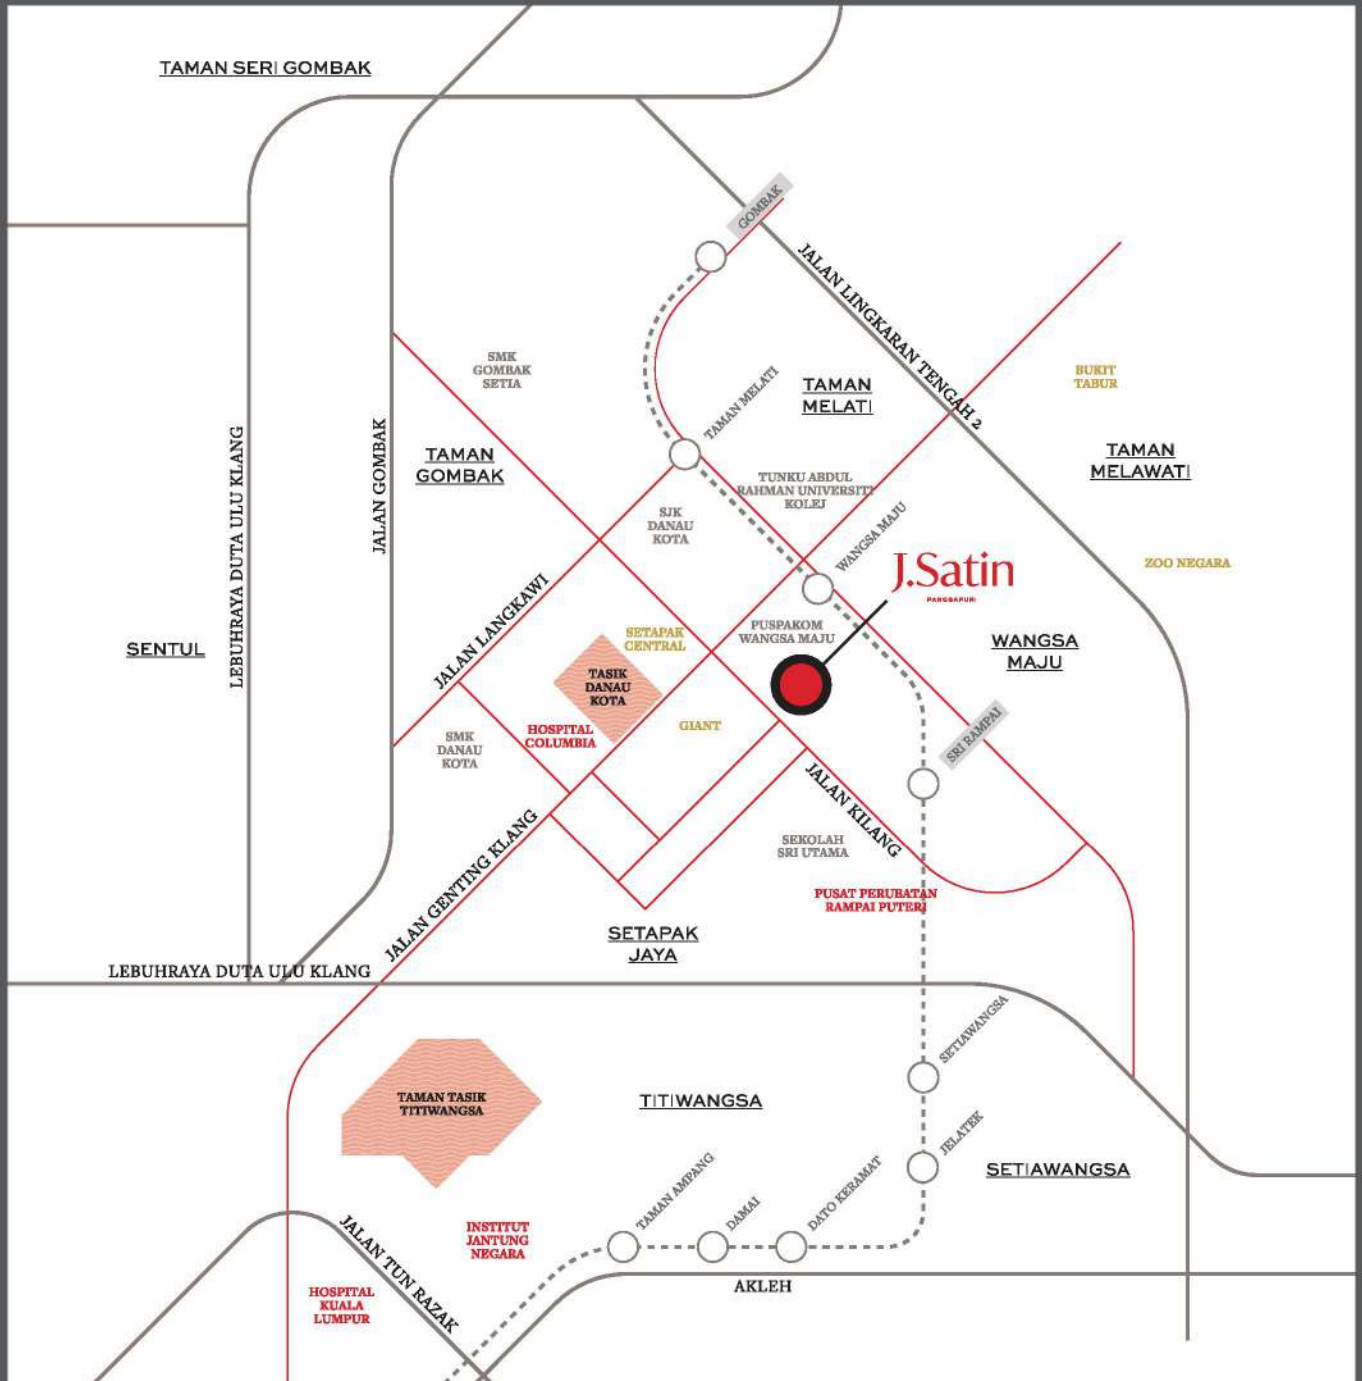 TAMAN SERI GOMBAK
GOMBAK
JALAN LINGKARAN TENGAH 2
SMK
GOMBAK
SETIA
TAMAN MELATI
TAMAN
MELATI
BUKIT
TABUR
LEBUHRAYA DUTA ULU KLANG
JALAN GOMBAK
TAMAN
GOMBAK
TAMAN
MELAWATI
TUNKU ABDUL
RAHMAN UNIVERSITI
KOLEJ
SJK
DANAU
KOTA
WANGSA MAJU
J.Satin
PANGSAPURI
ZOO NEGARA
JALAN LANGKAWI
SETAPAK
CENTRAL
PUSPAKOM
WANGSA MAJU
WANGSA
MAJU
SENTUL
TASIK
DANAU
KOTA
HOSPITAL
COLUMBIA
GIANT
SMK
DANAU
KOTA
SRI RAMPAI
JALAN KILANG
JALAN GENTING KLANG
SEKOLAH
SRI UTAMA
PUSAT PERUBATAN
RAMPAI PUTERI
SETAPAK
JAYA
LEBUHRAYA DUTA ULU KLANG
SETIAWANGSA
TAMAN TASIK
TITIWANGSA
TITIWANGSA
JELATEK
SETIAWANGSA
TAMAN AMPANG
DAMAI
DATO KERAMAT
JALAN TUN RAZAK
INSTITUT
JANTUNG
NEGARA
HOSPITAL
KUALA
LUMPUR
AKLEH